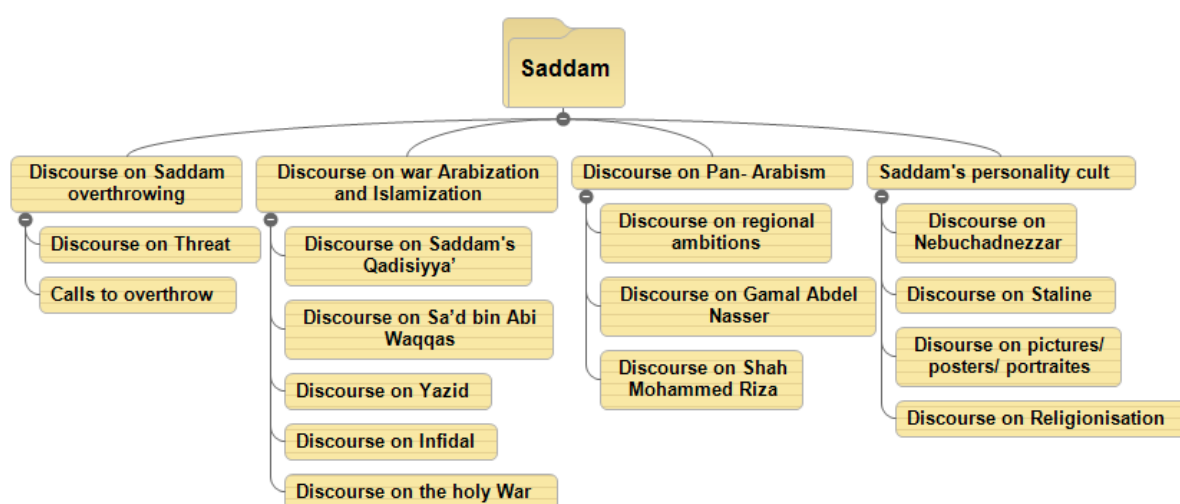 Saddam
Discourse on Saddam
overthrowing
Discourse on Threat
Calls to overthrow
Discourse on war Arabization
and Islamization
Discourse on Saddam's
Qadisiyya’
Discourse on Sa’d bin Abi
Waqqas
Discourse on Yazid
Discourse on Infidal
Discourse on the holy War
Discourse on Pan- Arabism
Discourse on regional
ambitions
Discourse on Gamal Abdel
Nasser
Discourse on Shah
Mohammed Riza
Saddam's personality cult
Discourse on
Nebuchadnezzar
Discourse on Staline
Disourse on pictures/
posters/ portraites
Discourse on Religionisation